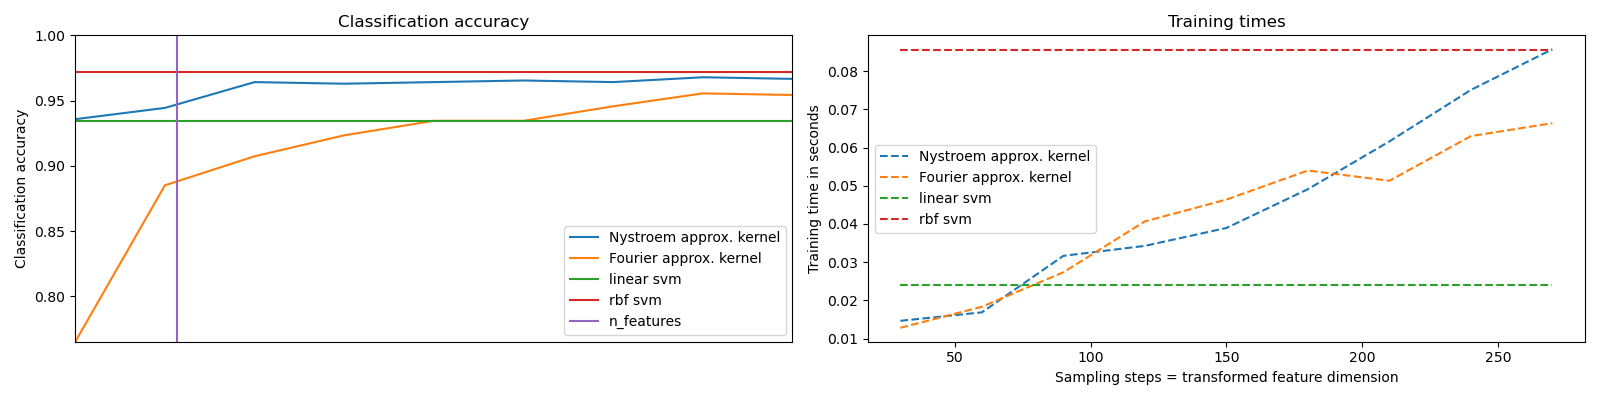 Classification accuracy
1.00
0.95
0.90
0.85
0.80
Classification accuracy
Nystroem approx. kernel
Fourier approx. kernel
linear svm
rbf svm
n_features
Training times
0.08
0.07
0.06
0.05
0.04
0.03
0.02
0.01
Training time in seconds
Nystroem approx. kernel
Fourier approx. kernel
linear svm
rbf svm
50
100
150
200
250
Sampling steps = transformed feature dimension